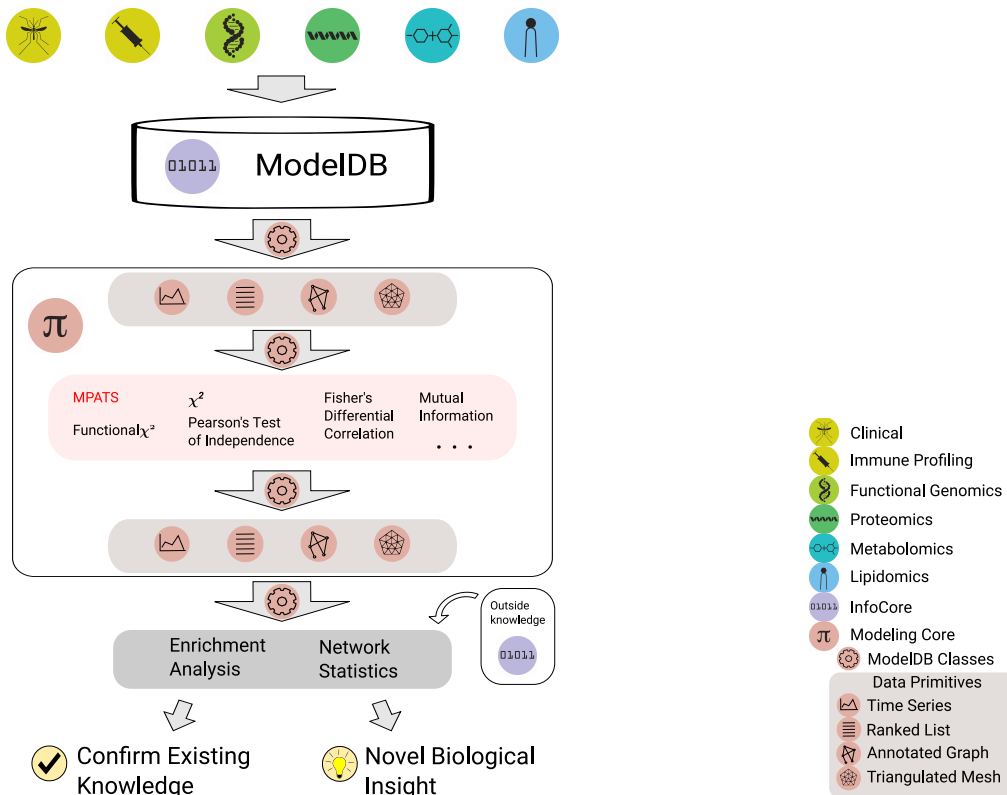 01011
ModelDB
π
MPATS
Functionalχ²
χ²
Pearson's Test
of Independence
Fisher's
Differential
Correlation
Mutual
Information
. . .
Outside
knowledge
01011
Enrichment
Analysis
Network
Statistics
Confirm Existing
Knowledge
Novel Biological
Insight
Clinical
Immune Profiling
Functional Genomics
Proteomics
Metabolomics
Lipidomics
01011 InfoCore
π Modeling Core
ModelDB Classes
Data Primitives
Time Series
Ranked List
Annotated Graph
Triangulated Mesh